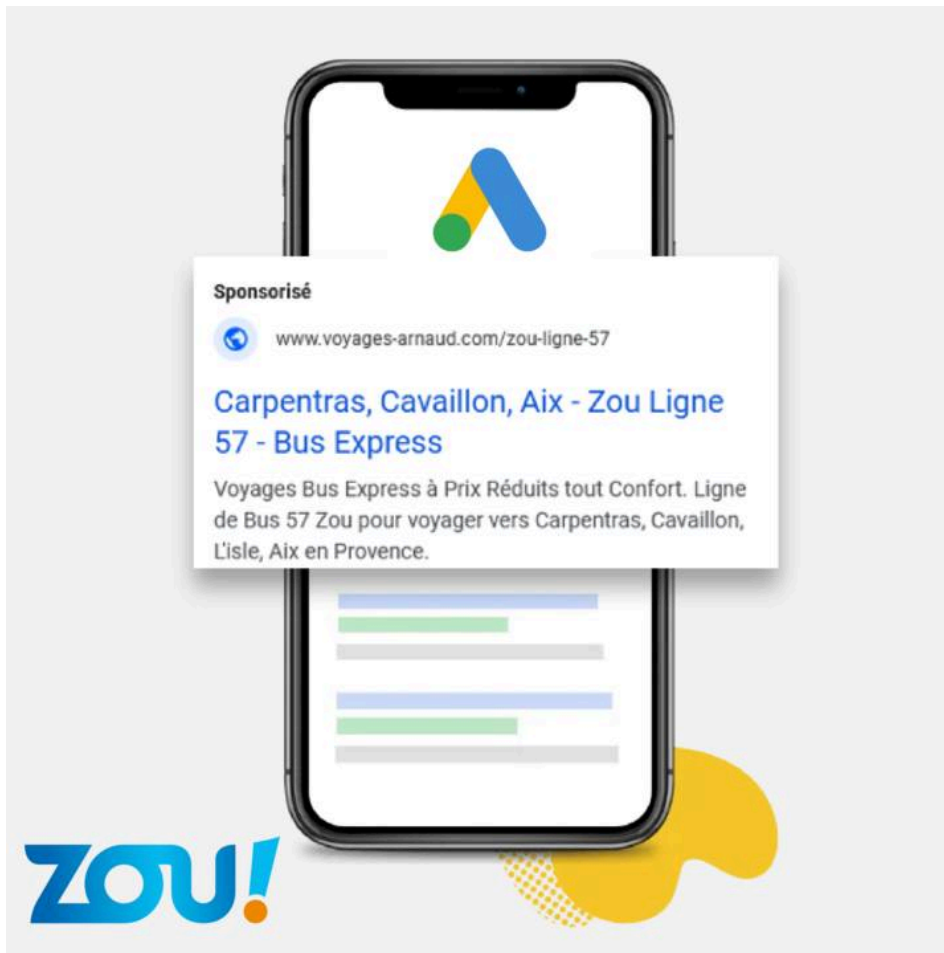 Sponsorisé
www.voyages-arnaud.com/zou-ligne-57
Carpentras, Cavaillon, Aix - Zou Ligne
57 - Bus Express
Voyages Bus Express à Prix Réduits tout Confort. Ligne
de Bus 57 Zou pour voyager vers Carpentras, Cavaillon,
L'isle, Aix en Provence.
ZOU!